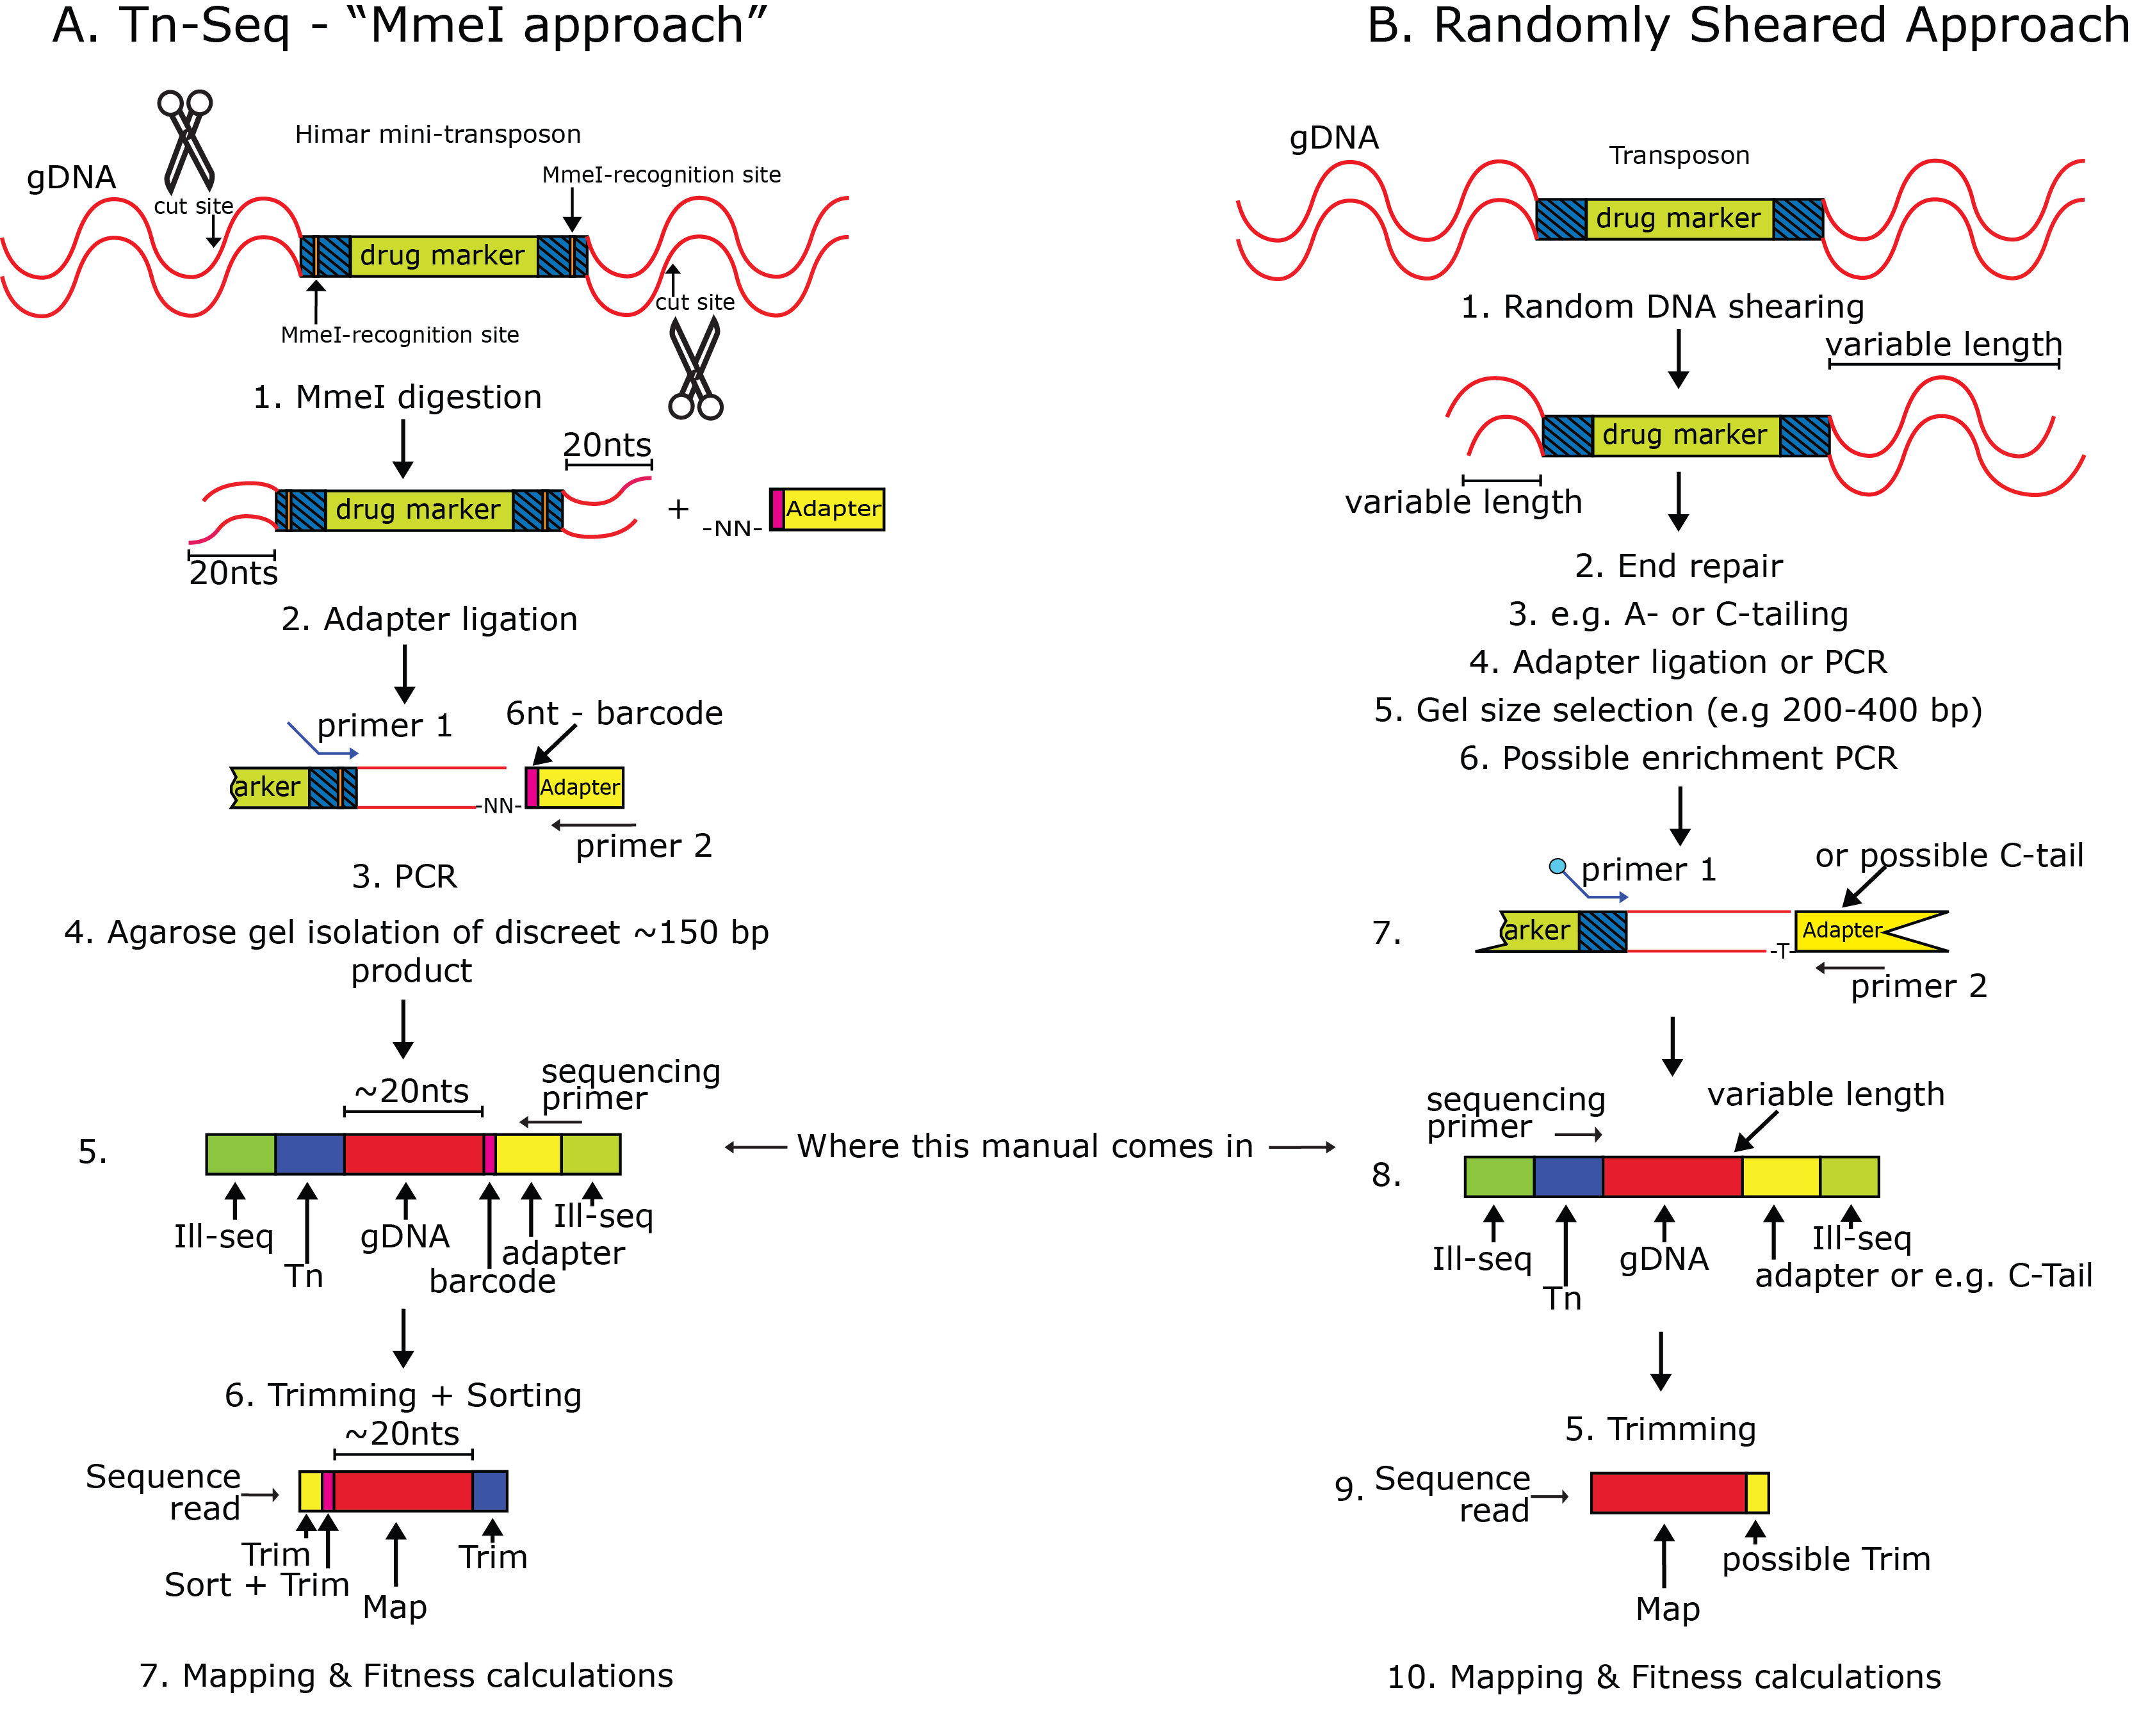 A. Tn-Seq - “MmeI approach”
Himar mini-transposon
gDNA
MmeI-recognition site
cut site
drug marker
cut site
MmeI-recognition site
1. MmeI digestion
20nts
drug marker
+
-NN-
Adapter
20nts
2. Adapter ligation
primer 1
6nt - barcode
arker
-NN-
Adapter
primer 2
3. PCR
4. Agarose gel isolation of discreet ~150 bp
product
~20nts
sequencing
primer
5.
Ill-seq
Tn
gDNA
barcode
adapter
Ill-seq
6. Trimming + Sorting
~20nts
Sequence
read
Trim
Sort + Trim
Map
Trim
7. Mapping & Fitness calculations
Where this manual comes in
B. Randomly Sheared Approach
gDNA
Transposon
drug marker
1. Random DNA shearing
variable length
drug marker
variable length
2. End repair
3. e.g. A- or C-tailing
4. Adapter ligation or PCR
5. Gel size selection (e.g 200-400 bp)
6. Possible enrichment PCR
primer 1
or possible C-tail
7.
arker
-T-
Adapter
primer 2
sequencing
primer
variable length
8.
Ill-seq
Tn
gDNA
Ill-seq
adapter or e.g. C-Tail
5. Trimming
9. Sequence
read
possible Trim
Map
10. Mapping & Fitness calculations